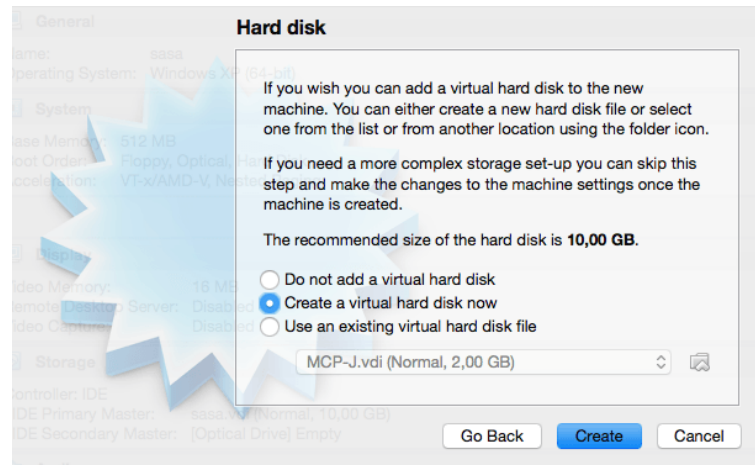 General
Hard disk
Name: sasa
Operating System: Windows XP (64-bit)
If you wish you can add a virtual hard disk to the new
machine. You can either create a new hard disk file or select
one from the list or from another location using the folder icon.
System
Base Memory: 512 MB
Boot Order: Floppy, Optical, Hard
Acceleration: VT-x/AMD-V, Nested
If you need a more complex storage set-up you can skip this
step and make the changes to the machine settings once the
machine is created.
The recommended size of the hard disk is 10,00 GB.
Display
Video Memory: 16 MB
Remote Desktop Server: Disabled
Video Capture: Disabled
Do not add a virtual hard disk
Create a virtual hard disk now
Use an existing virtual hard disk file
Storage
MCP-J.vdi (Normal, 2,00 GB)
Controller: IDE
IDE Primary Master: sasa.vdi (Normal, 10,00 GB)
IDE Secondary Master: [Optical Drive] Empty
Go Back
Create
Cancel